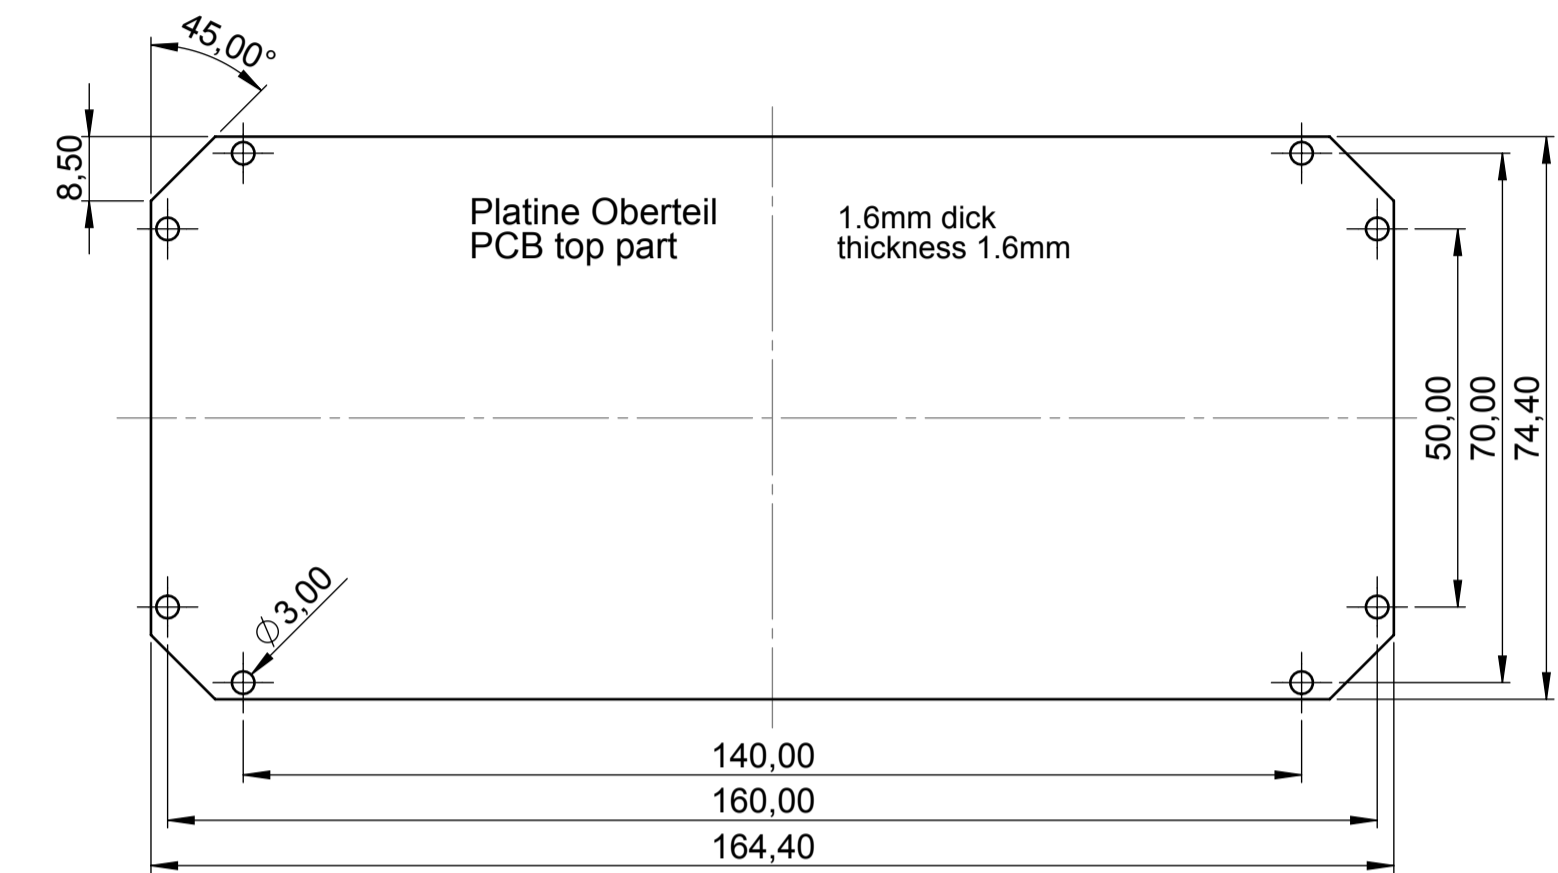 45,00°
8,50
Platine Oberteil
PCB top part
1.6mm dick
thickness 1.6mm
50,00
70,00
74,40
⌀3,00
140,00
160,00
164,40